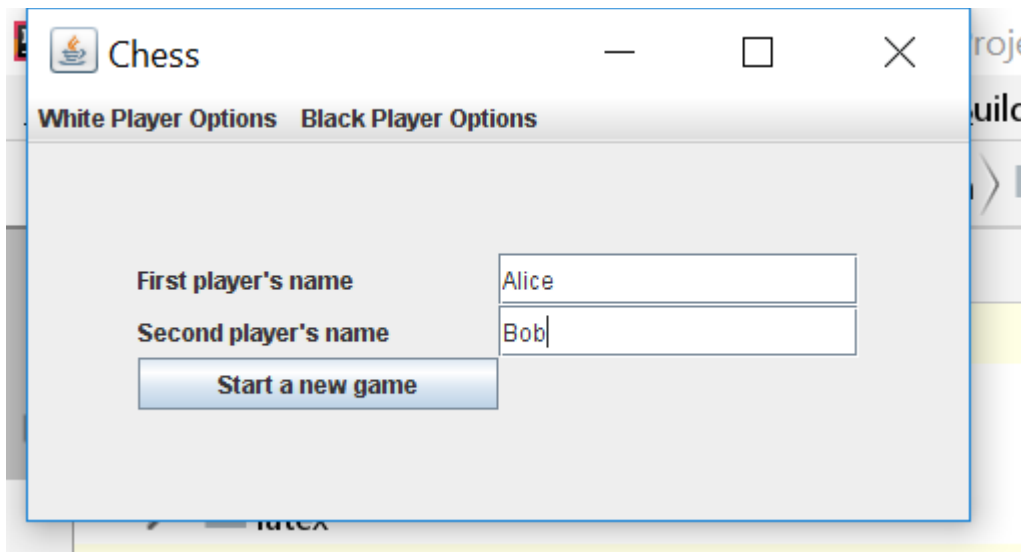 Chess
White Player Options Black Player Options
First player's name Alice
Second player's name Bob
Start a new game